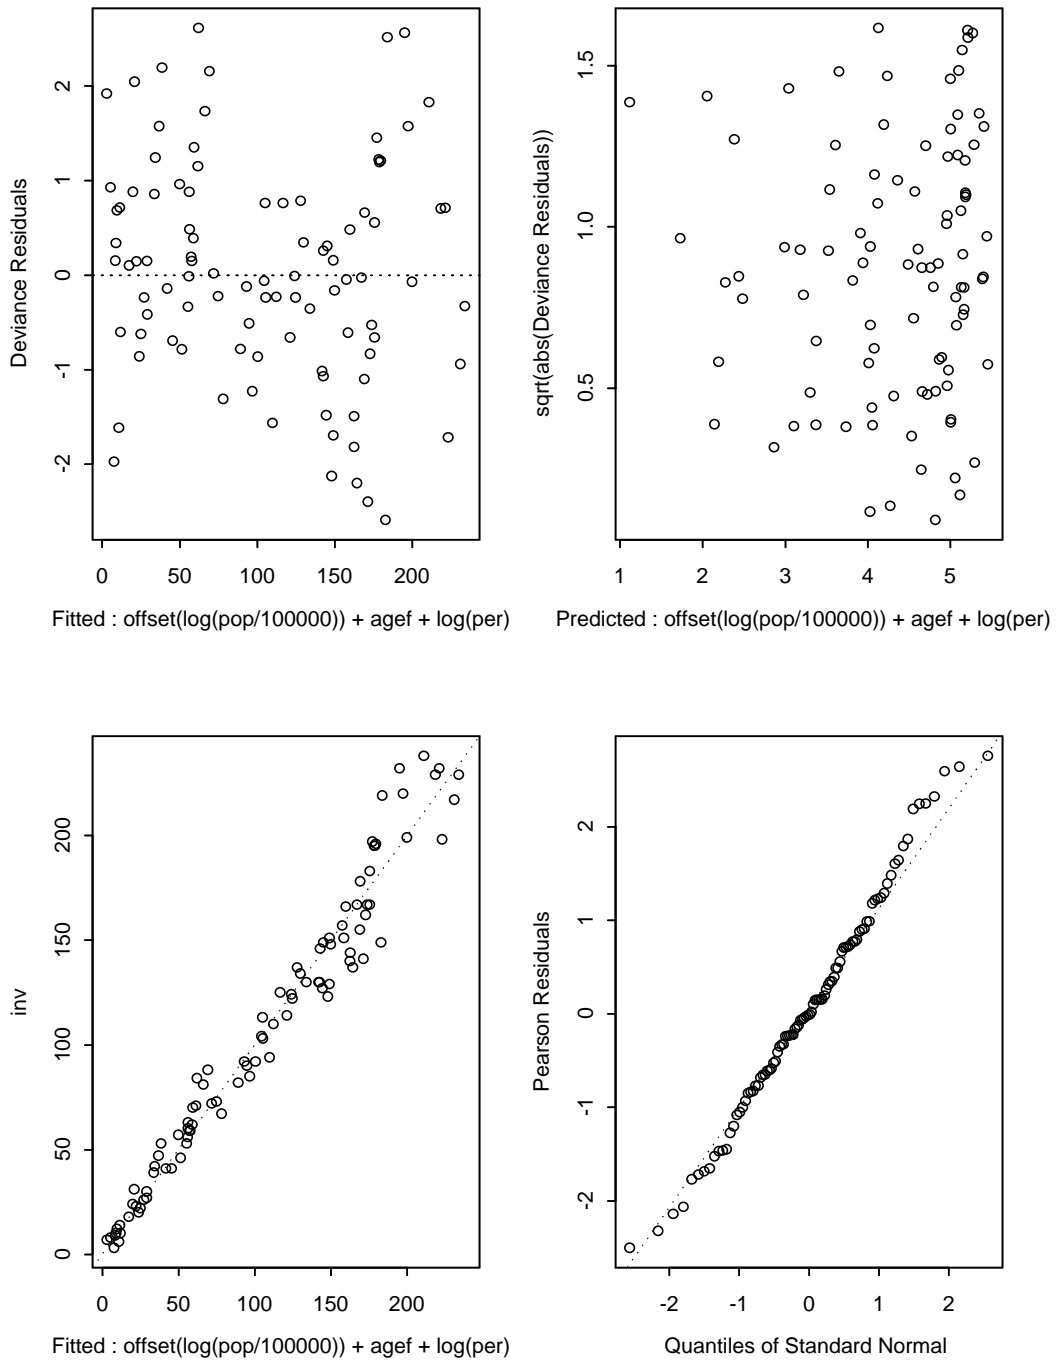 Deviance Residuals
2
1
0
-1
-2
0 50 100 150 200
Fitted : offset(log(pop/100000)) + agef + log(per)
sqrt(abs(Deviance Residuals))
1.5
1.0
0.5
1 2 3 4 5
Predicted : offset(log(pop/100000)) + agef + log(per)
inv
200
150
100
50
0
0 50 100 150 200
Fitted : offset(log(pop/100000)) + agef + log(per)
Pearson Residuals
2
1
0
-1
-2
-2 -1 0 1 2
Quantiles of Standard Normal